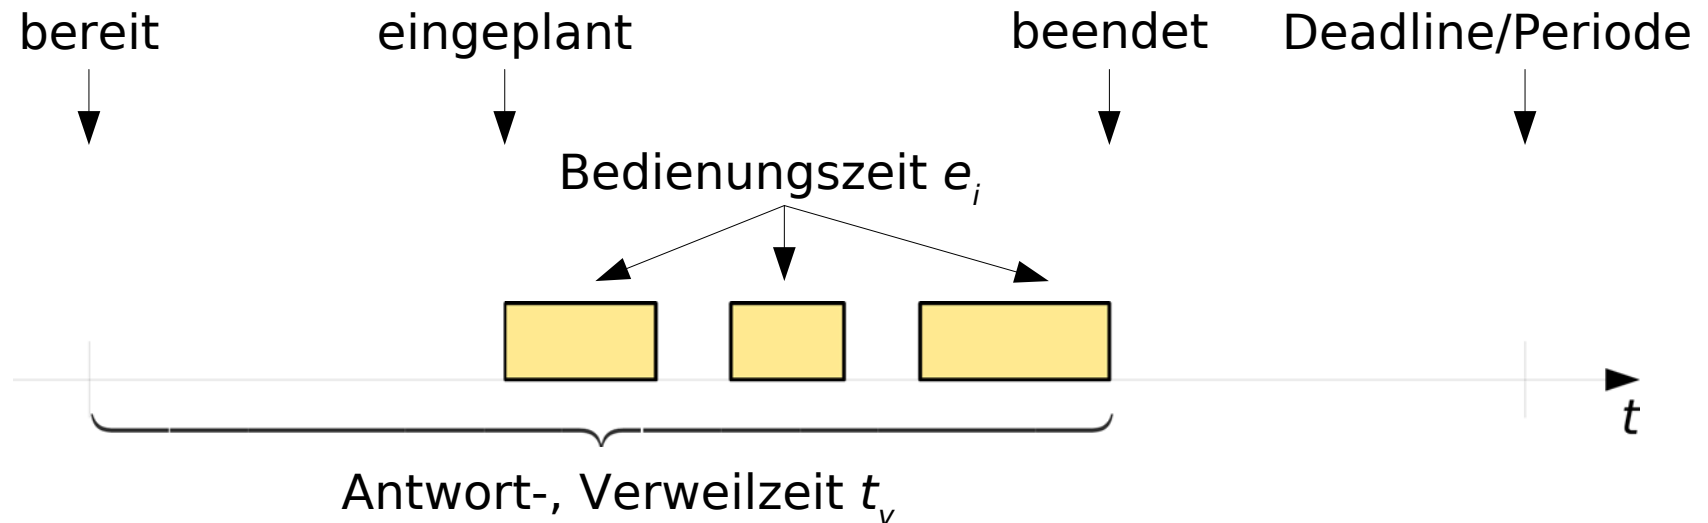 bereit eingeplant beendet Deadline/Periode
Bedienungszeit e_i
t
Antwort-, Verweilzeit t_v